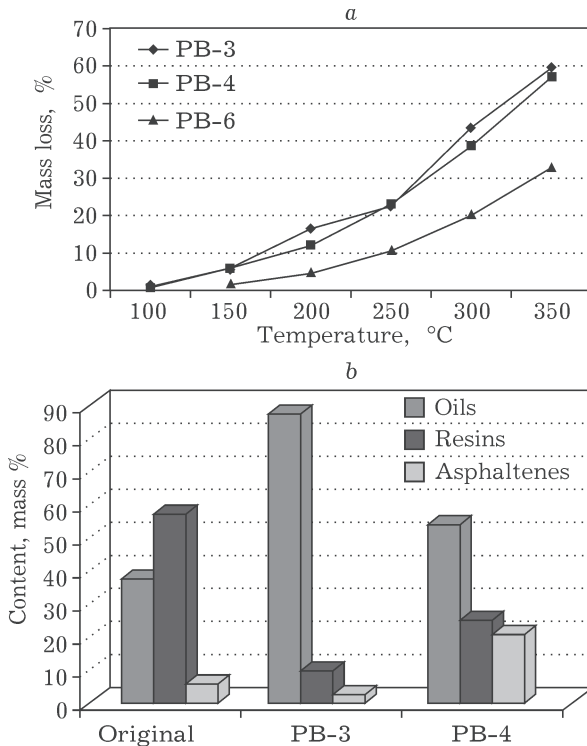 a
70
60
50
40
30
20
10
0
Mass loss, %
PB-3
PB-4
PB-6
100 150 200 250 300 350
Temperature, °C
b
90
80
70
60
50
40
30
20
10
0
Content, mass %
Oils
Resins
Asphaltenes
Original PB-3 PB-4